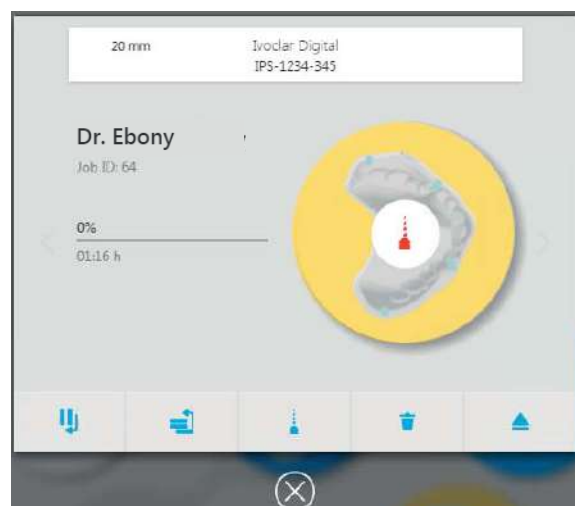 20 mm
Ivoclar Digital
IPS-1234-345
Dr. Ebony
Job ID: 64
0%
01:16 h